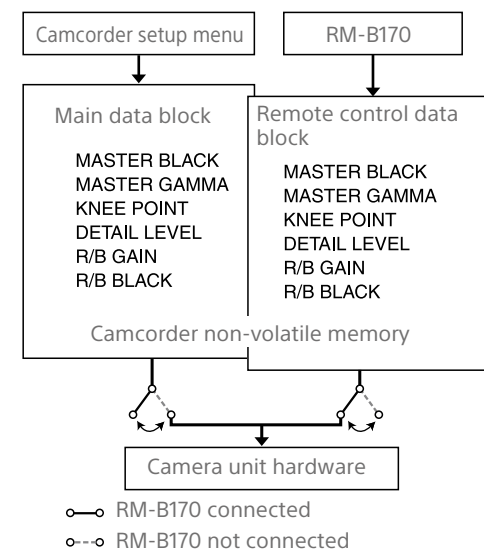 Camcorder setup menu
RM-B170
Main data block
MASTER BLACK
MASTER GAMMA
KNEE POINT
DETAIL LEVEL
R/B GAIN
R/B BLACK
Remote control data
block
MASTER BLACK
MASTER GAMMA
KNEE POINT
DETAIL LEVEL
R/B GAIN
R/B BLACK
Camcorder non-volatile memory
Camera unit hardware
RM-B170 connected
RM-B170 not connected